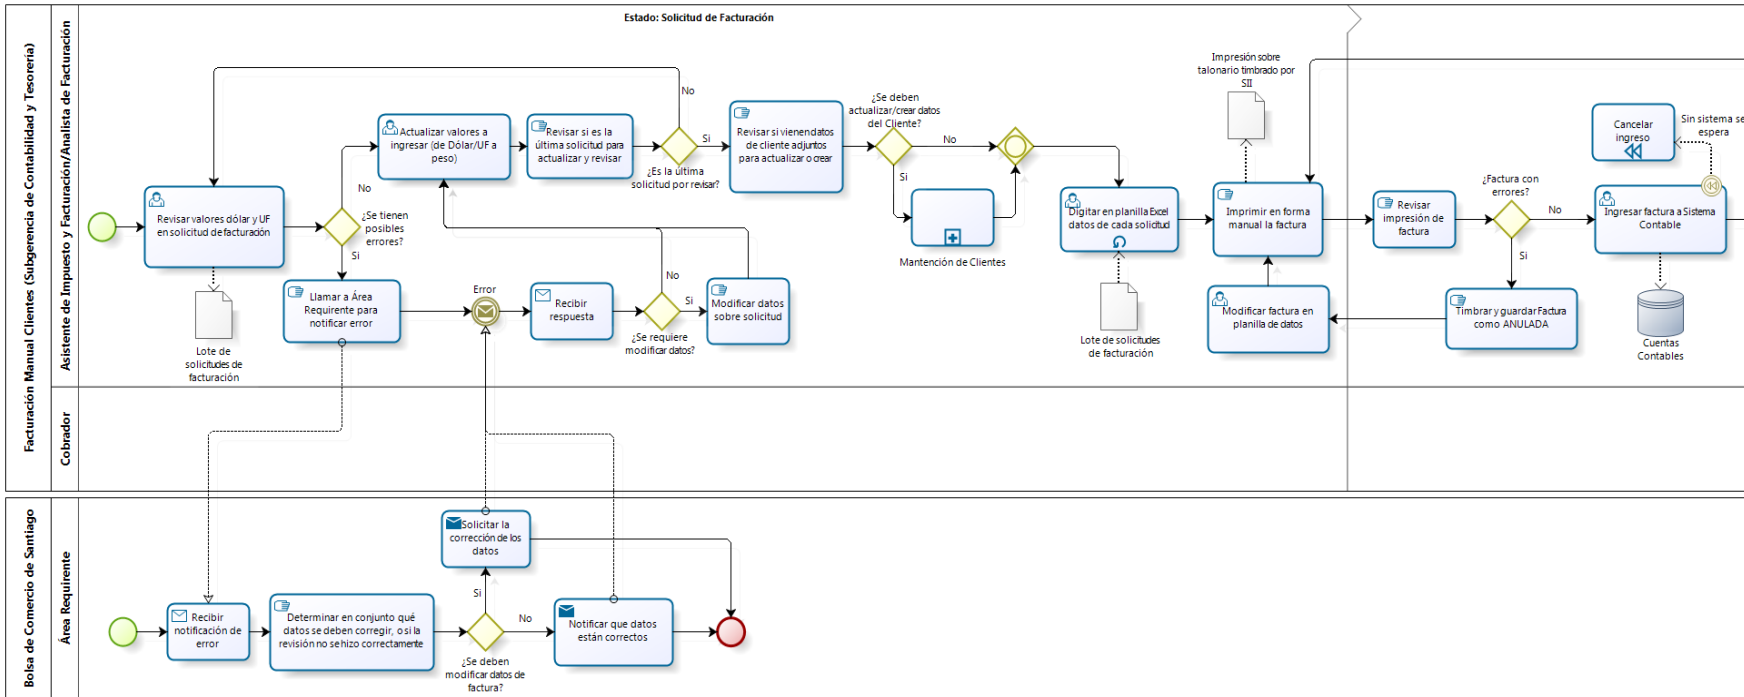 Facturación Manual Clientes (Subgerencia de Contabilidad y Tesorería)
Asistente de Impuesto y Facturación/Analista de Facturación
Estado: Solicitud de Facturación
Revisar valores dólar y UF
en solicitud de facturación
Lote de
solicitudes de
facturación
¿Se tienen
posibles
errores?
No
Si
Actualizar valores a
ingresar (de Dólar/UF a
peso)
Revisar si es la
última solicitud para
actualizar y revisar
No
Si
¿Es la última
solicitud por revisar?
Revisar si vienen datos
de cliente adjuntos
para actualizar o crear
¿Se deben
actualizar/crear datos
del Cliente?
No
Si
Mantención de Clientes
Llamar a Área
Requirente para
notificar error
Error
Recibir
respuesta
No
Si
¿Se requiere
modificar datos?
Modificar datos
sobre solicitud
Digitar en planilla Excel
datos de cada solicitud
Lote de solicitudes
de facturación
Impresión sobre
talonario timbrado por
SII
Imprimir en forma
manual la factura
Modificar factura en
planilla de datos
Revisar
impresión de
factura
¿Factura con
errores?
No
Si
Timbrar y guardar Factura
como ANULADA
Cancelar
ingreso
Sin sistema se
espera
Ingresar factura a Sistema
Contable
Cuentas
Contables
Cobrador
Bolsa de Comercio de Santiago
Área Requirente
Recibir
notificación de
error
Determinar en conjunto qué
datos se deben corregir, o si la
revisión no se hizo correctamente
Solicitar la
corrección de los
datos
Si
No
¿Se deben
modificar datos de
factura?
Notificar que datos
están correctos